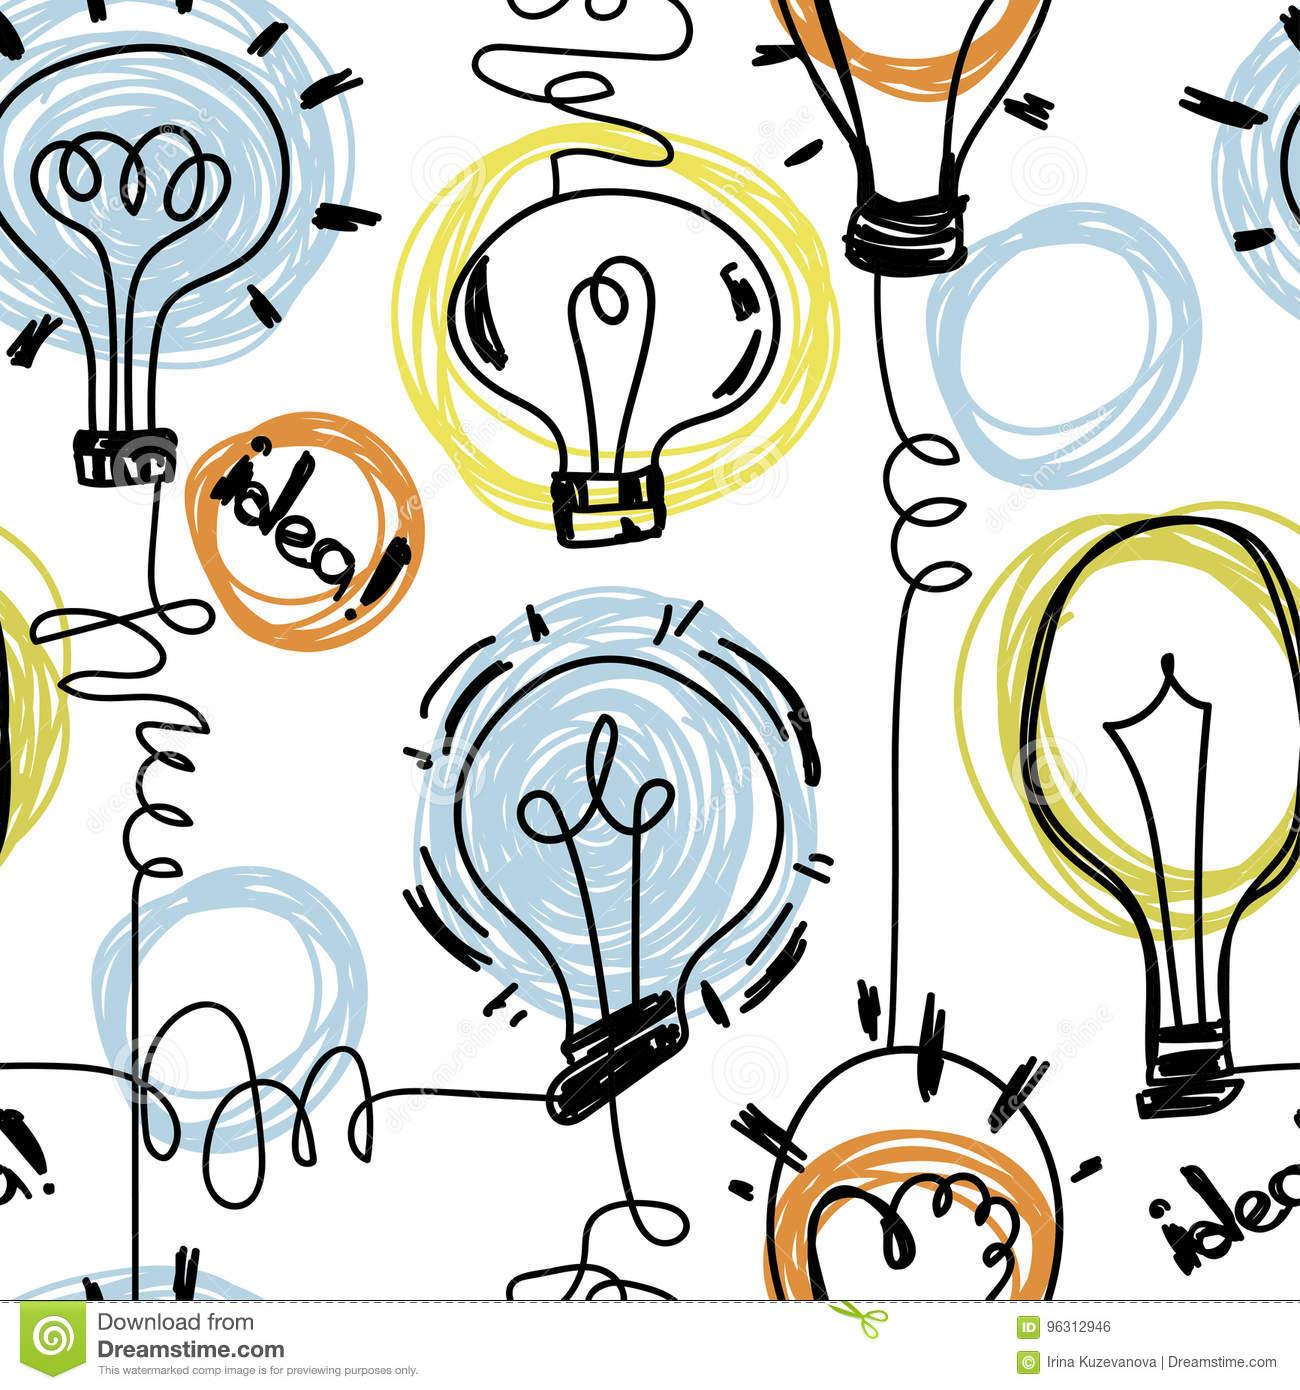 idea!
a!
idea
Download from
Dreamstime.com
This watermarked comp image is for previewing purposes only.
ID 96312946
© Irina Kuzevanova | Dreamstime.com